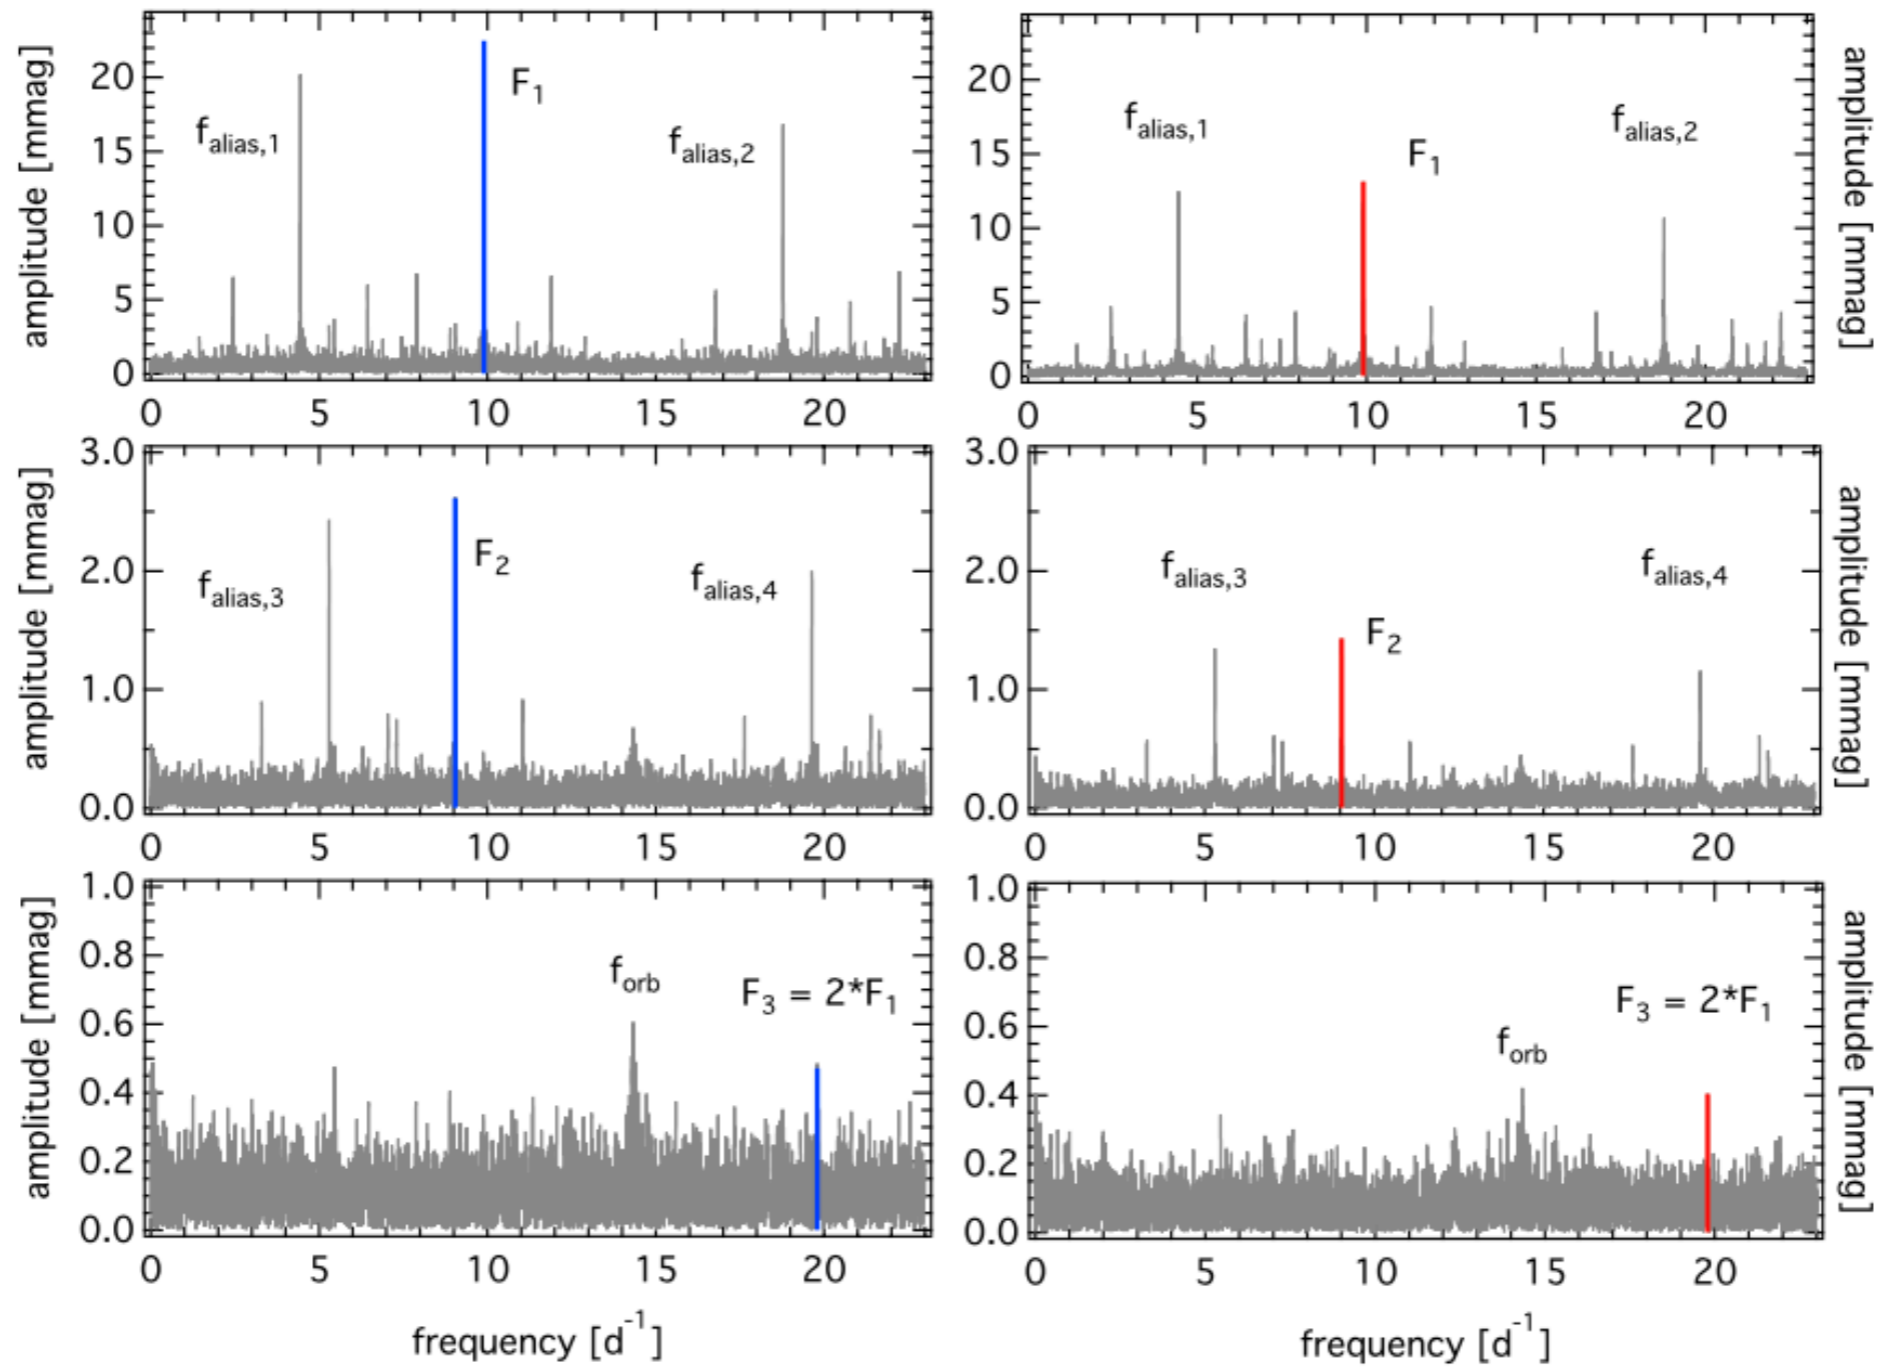 amplitude [mmag]
20
15
10
5
0
f_alias,1
F_1
f_alias,2
0 5 10 15 20
20
15
10
5
0
f_alias,1
F_1
f_alias,2
0 5 10 15 20
amplitude [mmag]
amplitude [mmag]
3.0
2.0
1.0
0.0
f_alias,3
F_2
f_alias,4
0 5 10 15 20
3.0
2.0
1.0
0.0
f_alias,3
F_2
f_alias,4
0 5 10 15 20
amplitude [mmag]
amplitude [mmag]
1.0
0.8
0.6
0.4
0.2
0.0
f_orb
F_3 = 2*F_1
0 5 10 15 20
frequency [d^-1]
1.0
0.8
0.6
0.4
0.2
0.0
f_orb
F_3 = 2*F_1
0 5 10 15 20
frequency [d^-1]
amplitude [mmag]